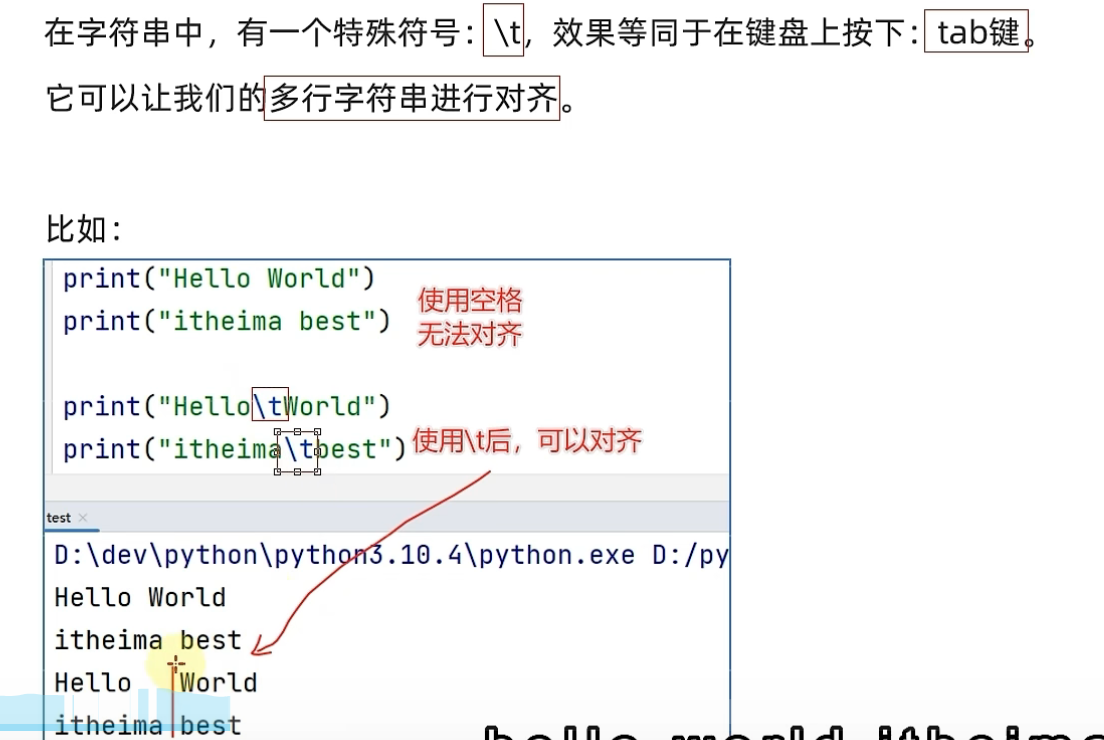 在字符串中，有一个特殊符号：\t，效果等同于在键盘上按下：tab键。
它可以让我们的多行字符串进行对齐。
比如：
print("Hello World")
print("itheima best")
使用空格
无法对齐
print("Hello\tWorld")
print("itheima\tbest")
使用\t后，可以对齐
test
D:\dev\python\python3.10.4\python.exe D:/py
Hello World
itheima best
Hello   World
itheima best
hello world itheima